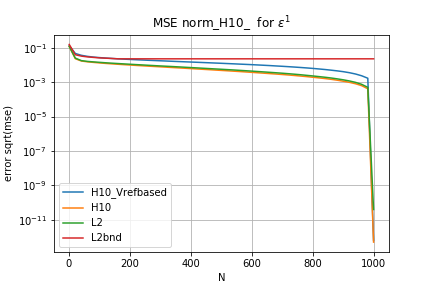 MSE norm_H10_ for ε¹
error sqrt(mse)
10⁻¹
10⁻³
10⁻⁵
10⁻⁷
10⁻⁹
10⁻¹¹
H10_Vrefbased
H10
L2
L2bnd
0 200 400 600 800 1000
N